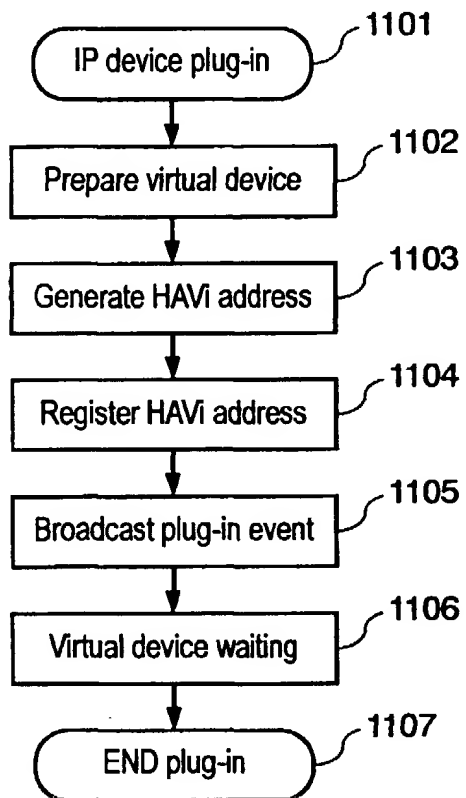 1101
IP device plug-in
1102
Prepare virtual device
1103
Generate HAVi address
1104
Register HAVi address
1105
Broadcast plug-in event
1106
Virtual device waiting
1107
END plug-in